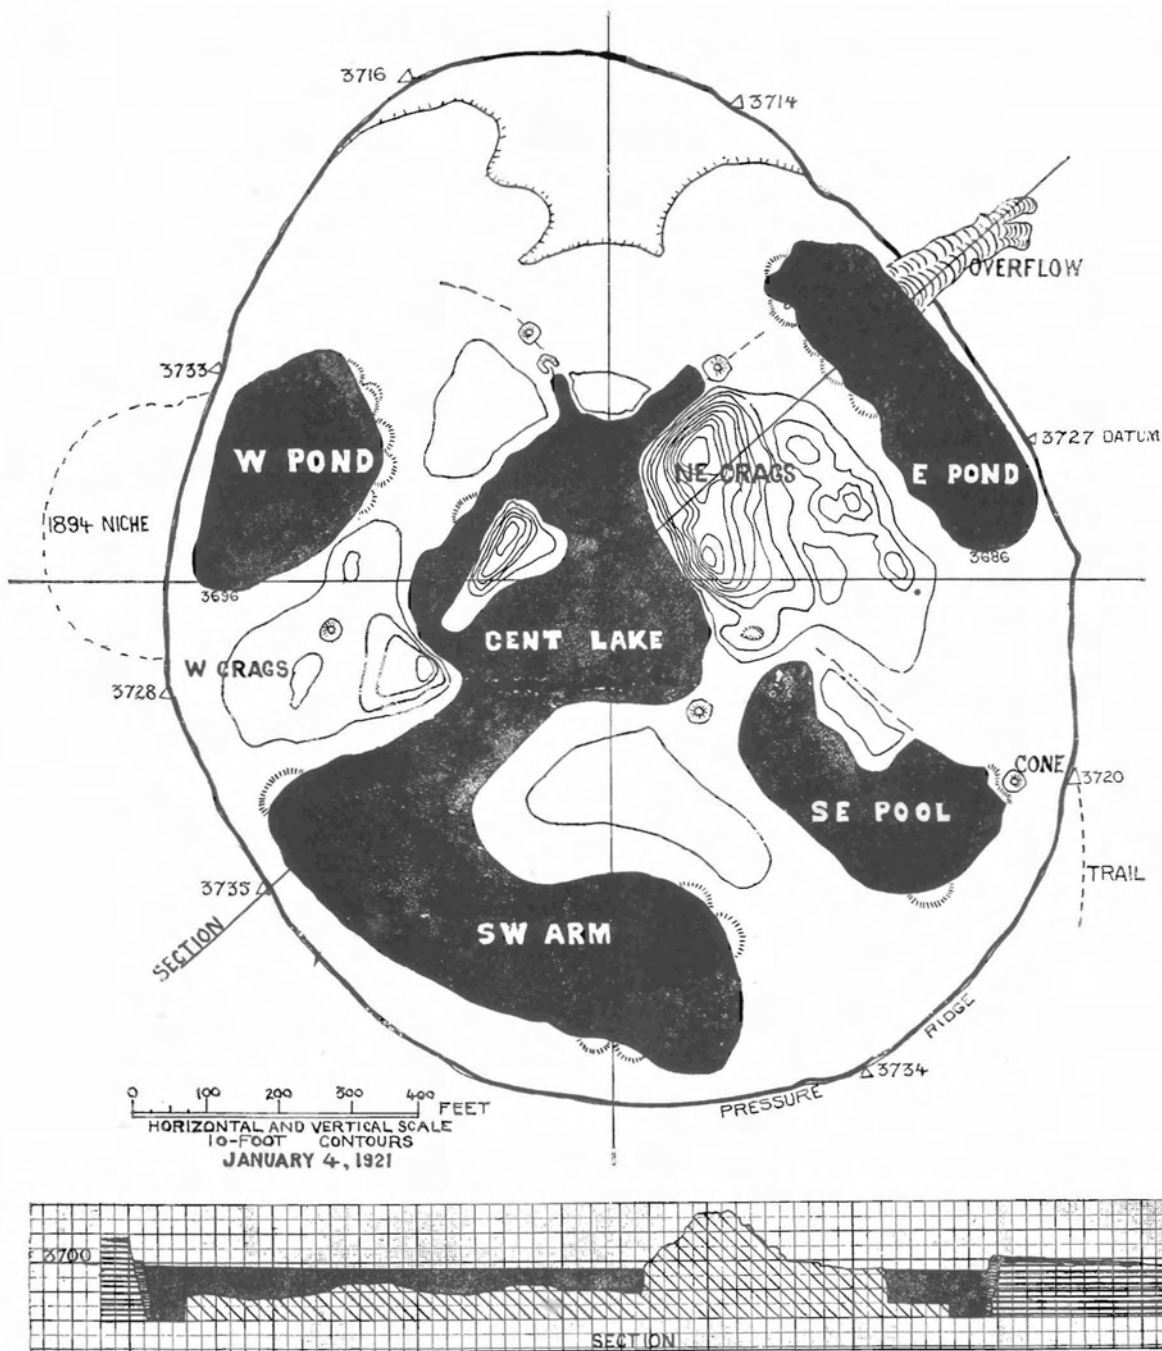 3716
3714
OVERFLOW
3733
3727 DATUM
W POND
NE CRAGS
E POND
1894 NICHE
3686
3696
CENT LAKE
W CRAGS
3728
CONE
3720
SE POOL
TRAIL
3735
SW ARM
SECTION
RIDGE
3734
PRESSURE
0 100 200 300 400 FEET
HORIZONTAL AND VERTICAL SCALE
10-FOOT CONTOURS
JANUARY 4, 1921
3700
SECTION